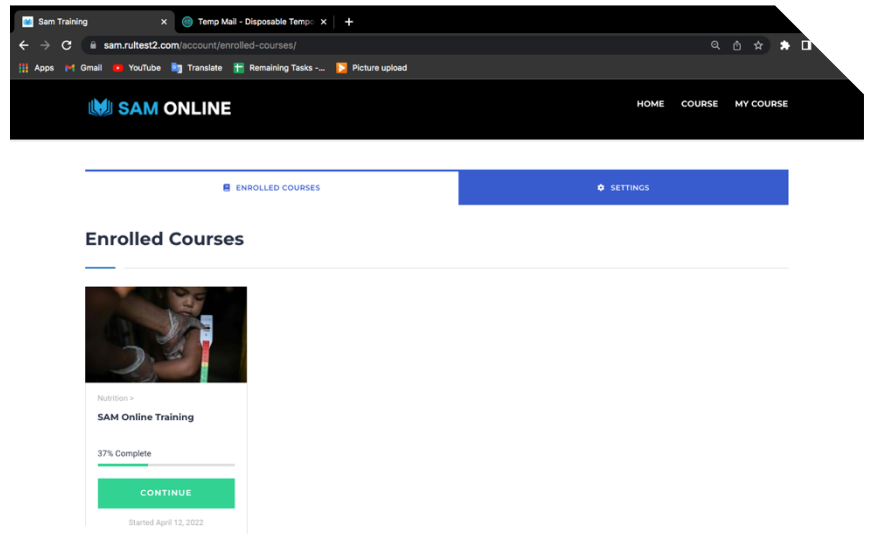 Sam Training
Temp Mail - Disposable Tempo
sam.rultest2.com/account/enrolled-courses/
Apps Gmail YouTube Translate Remaining Tasks -... Picture upload
SAM ONLINE
HOME COURSE MY COURSE
ENROLLED COURSES SETTINGS
Enrolled Courses
Nutrition >
SAM Online Training
37% Complete
CONTINUE
Started April 12, 2022